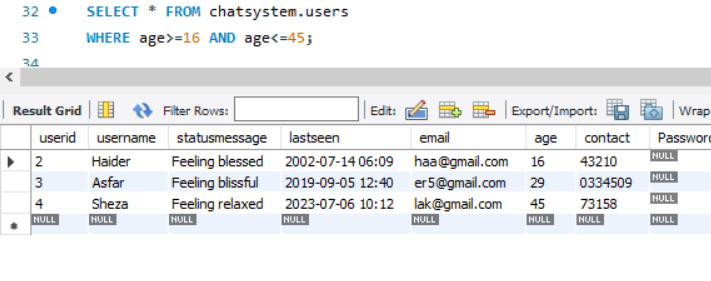 32 SELECT * FROM chatsystem.users
33 WHERE age>=16 AND age<=45;
34
Result Grid Filter Rows: Edit: Export/Import: Wrap
userid username statusmessage lastseen email age contact Password
2 Haider Feeling blessed 2002-07-14 06:09 haa@gmail.com 16 43210 NULL
3 Asfar Feeling blissful 2019-09-05 12:40 er5@gmail.com 29 0334509 NULL
4 Sheza Feeling relaxed 2023-07-06 10:12 lak@gmail.com 45 73158 NULL
NULL NULL NULL NULL NULL NULL NULL NULL